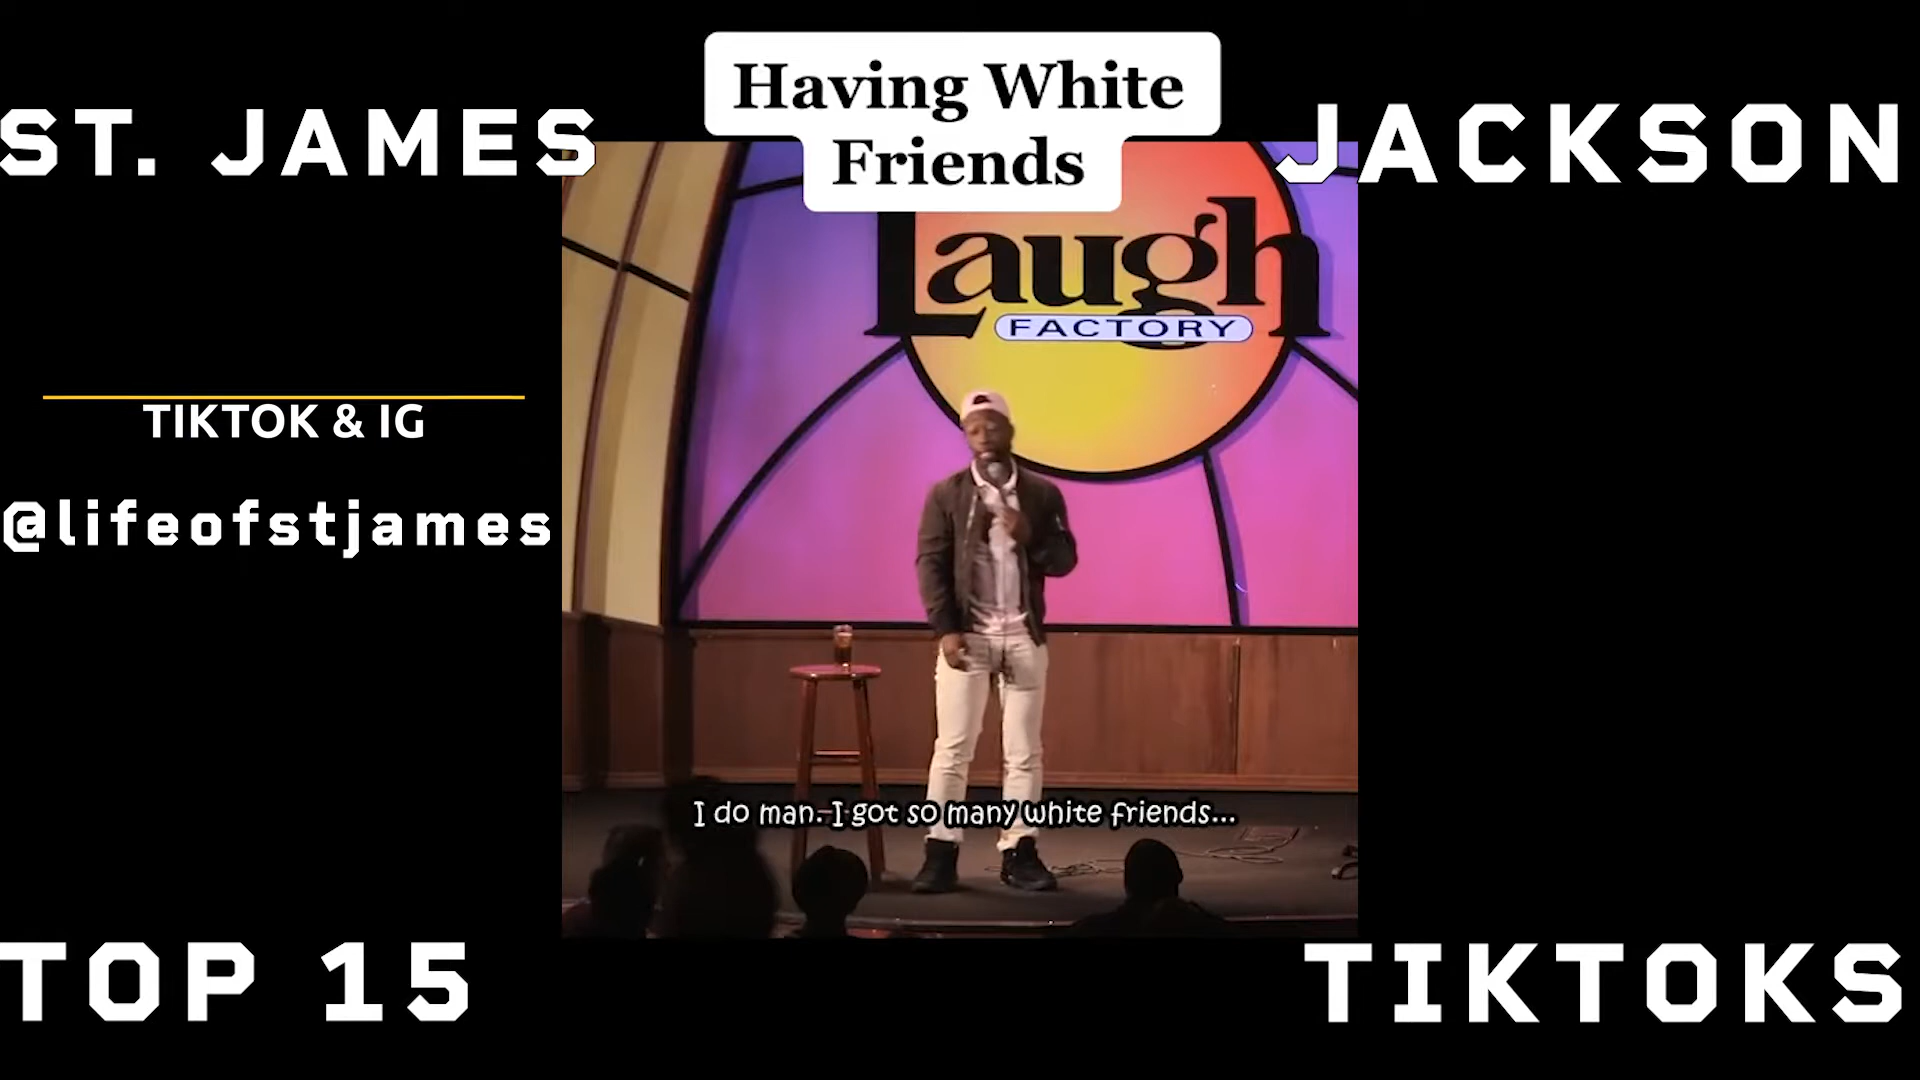 Having White
Friends
ST. JAMES
JACKSON
Laugh
FACTORY
TIKTOK & IG
@lifeofstjames
I do man. I got so many white friends...
TOP 15
TIKTOKS